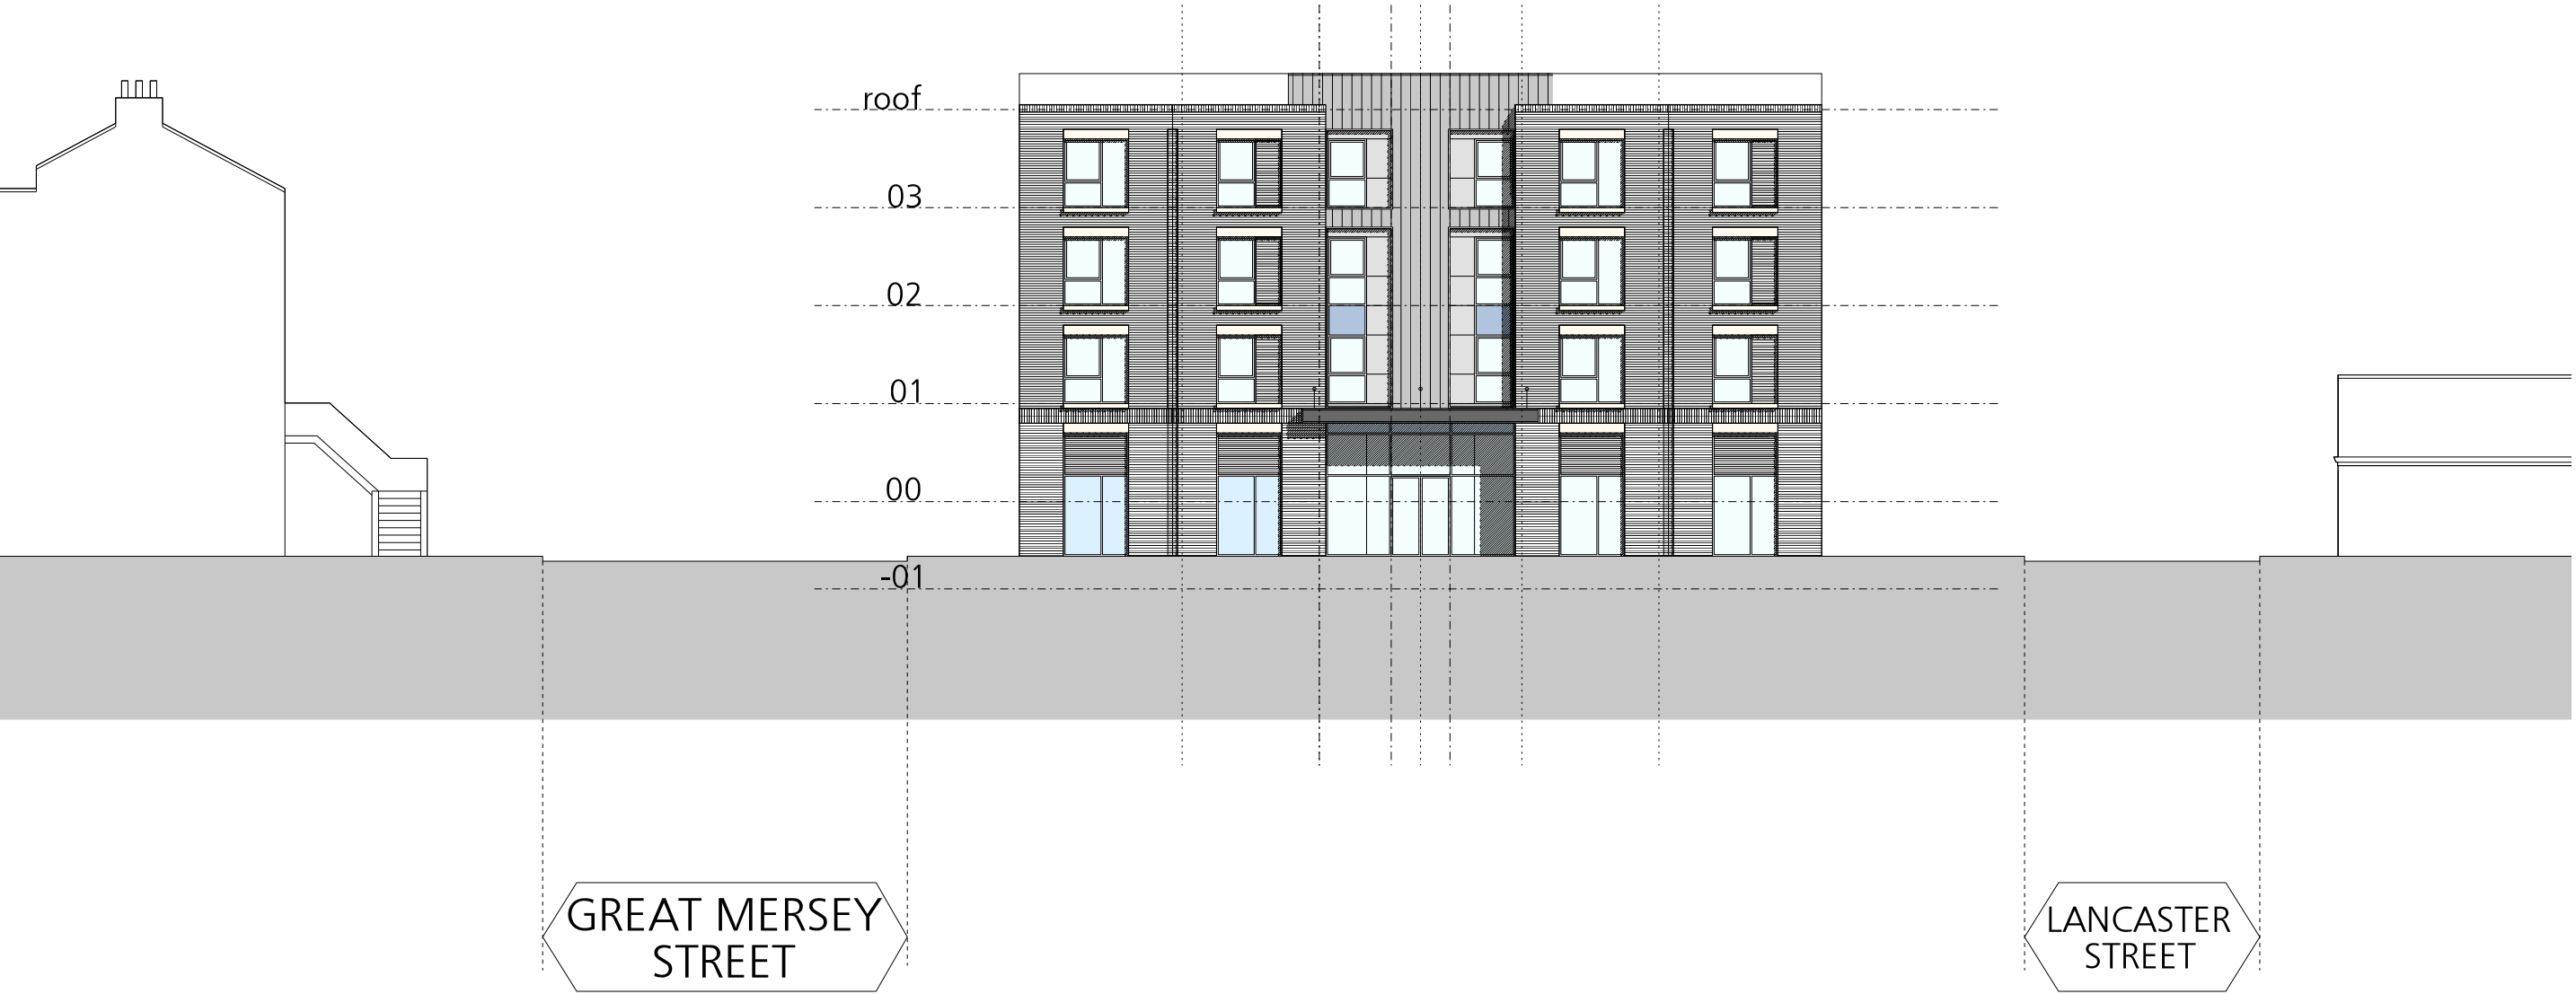 roof
03
02
01
00
-01
GREAT MERSEY
STREET
LANCASTER
STREET